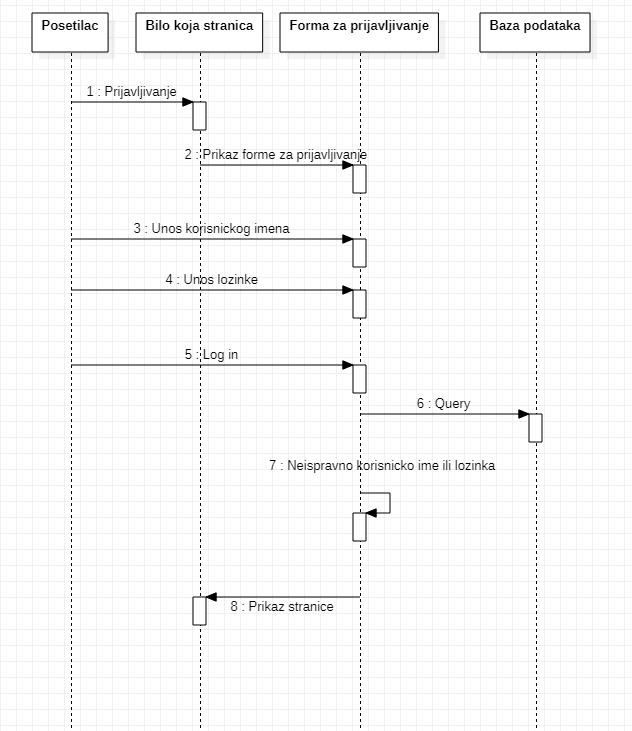 Posetilac
Bilo koja stranica
Forma za prijavljivanje
Baza podataka
1 : Prijavljivanje
2 : Prikaz forme za prijavljivanje
3 : Unos korisnickog imena
4 : Unos lozinke
5 : Log in
6 : Query
7 : Neispravno korisnicko ime ili lozinka
8 : Prikaz stranice